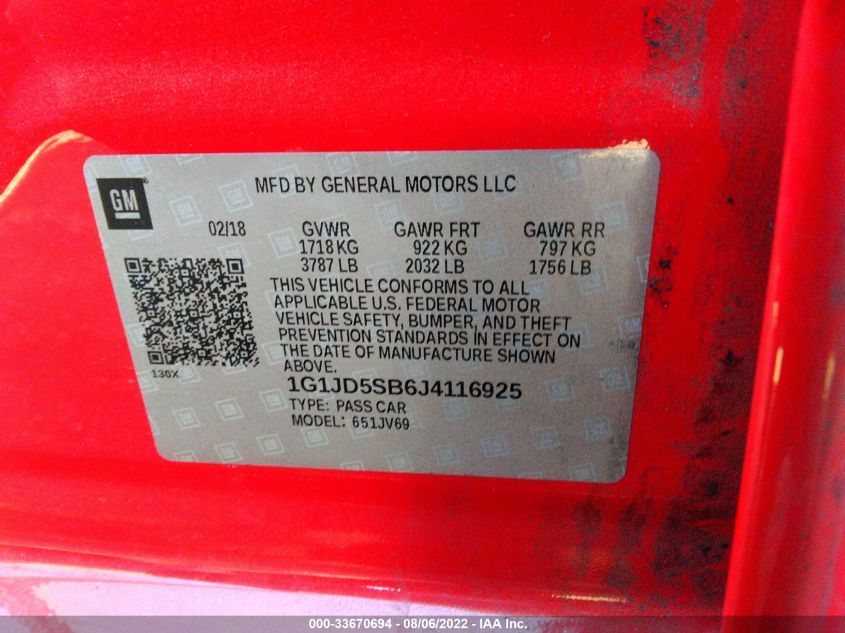 GM
MFD BY GENERAL MOTORS LLC
02/18 GVWR GAWR FRT GAWR RR
1718 KG 922 KG 797 KG
3787 LB 2032 LB 1756 LB
THIS VEHICLE CONFORMS TO ALL
APPLICABLE U.S. FEDERAL MOTOR
VEHICLE SAFETY, BUMPER, AND THEFT
PREVENTION STANDARDS IN EFFECT ON
THE DATE OF MANUFACTURE SHOWN
ABOVE.
130X
1G1JD5SB6J4116925
TYPE: PASS CAR
MODEL: 651JV69
000-33670694 - 08/06/2022 - IAA Inc.